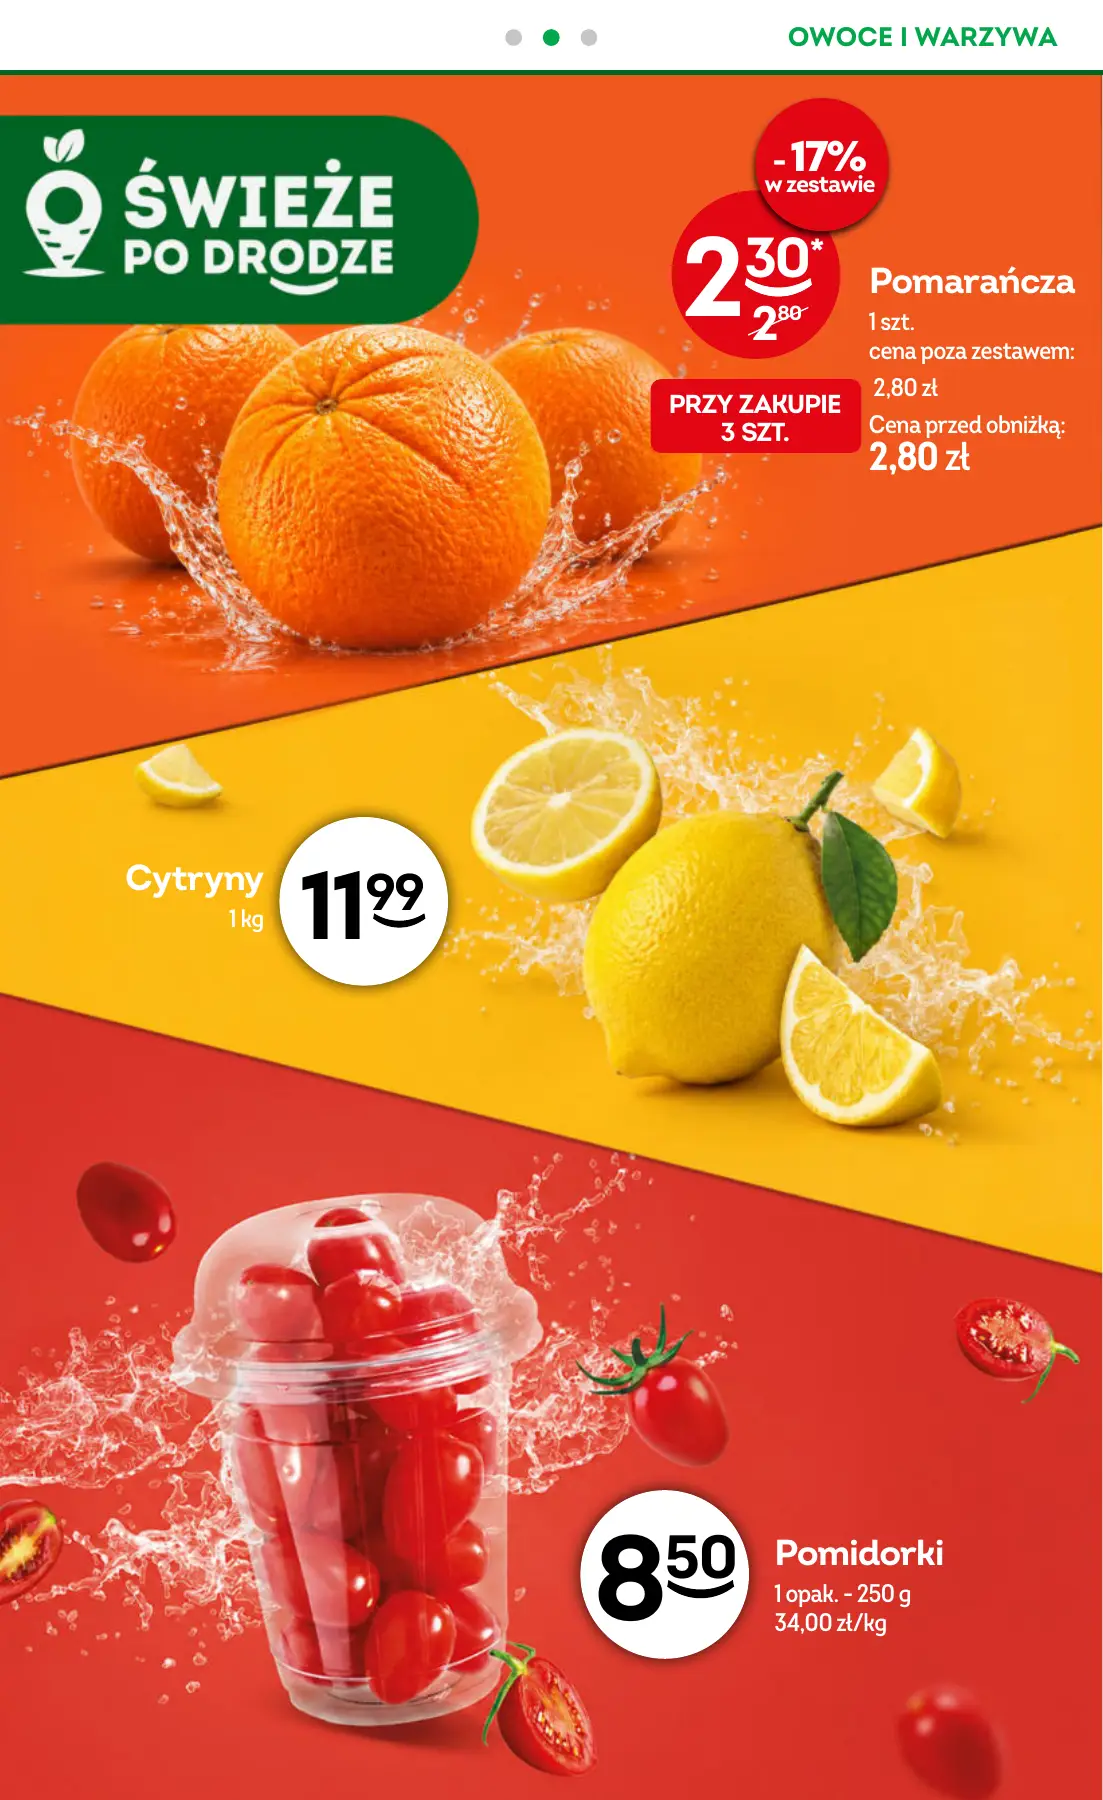 OWOCE I WARZYWA
ŚWIEŻE
PO DRODZE
-17%
w zestawie
2 30*
2 80
PRZY ZAKUPIE
3 SZT.
Pomarańcza
1 szt.
cena poza zestawem:
2,80 zł
Cena przed obniżką:
2,80 zł
Cytryny
1 kg
11 99
8 50
Pomidorki
1 opak. - 250 g
34,00 zł/kg